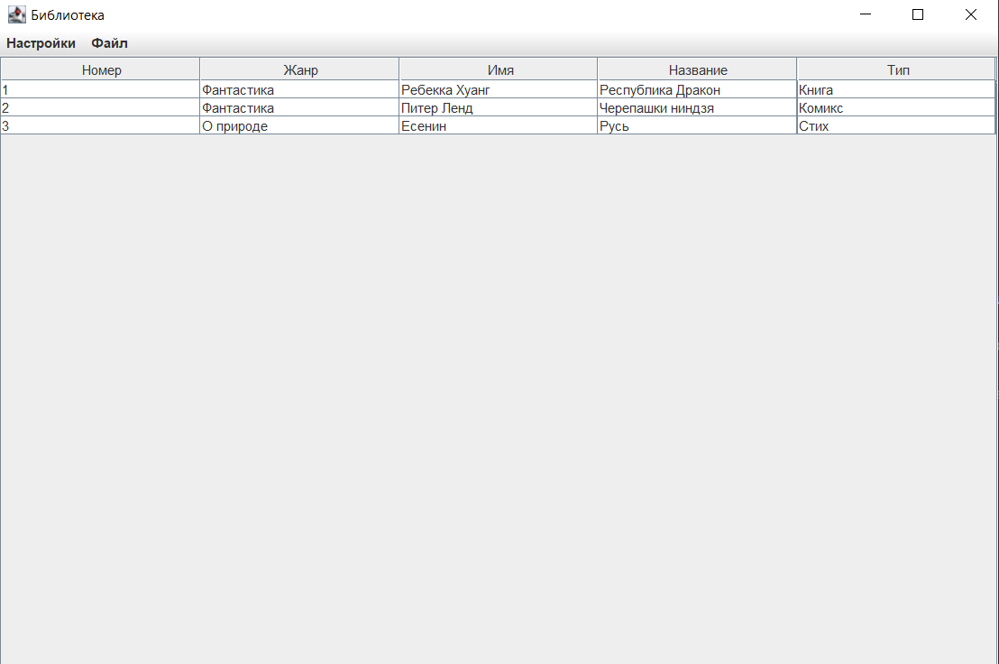 Библиотека
Настройки Файл
Номер Жанр Имя Название Тип
1 Фантастика Ребекка Хуанг Республика Дракон Книга
2 Фантастика Питер Ленд Черепашки ниндзя Комикс
3 О природе Есенин Русь Стих